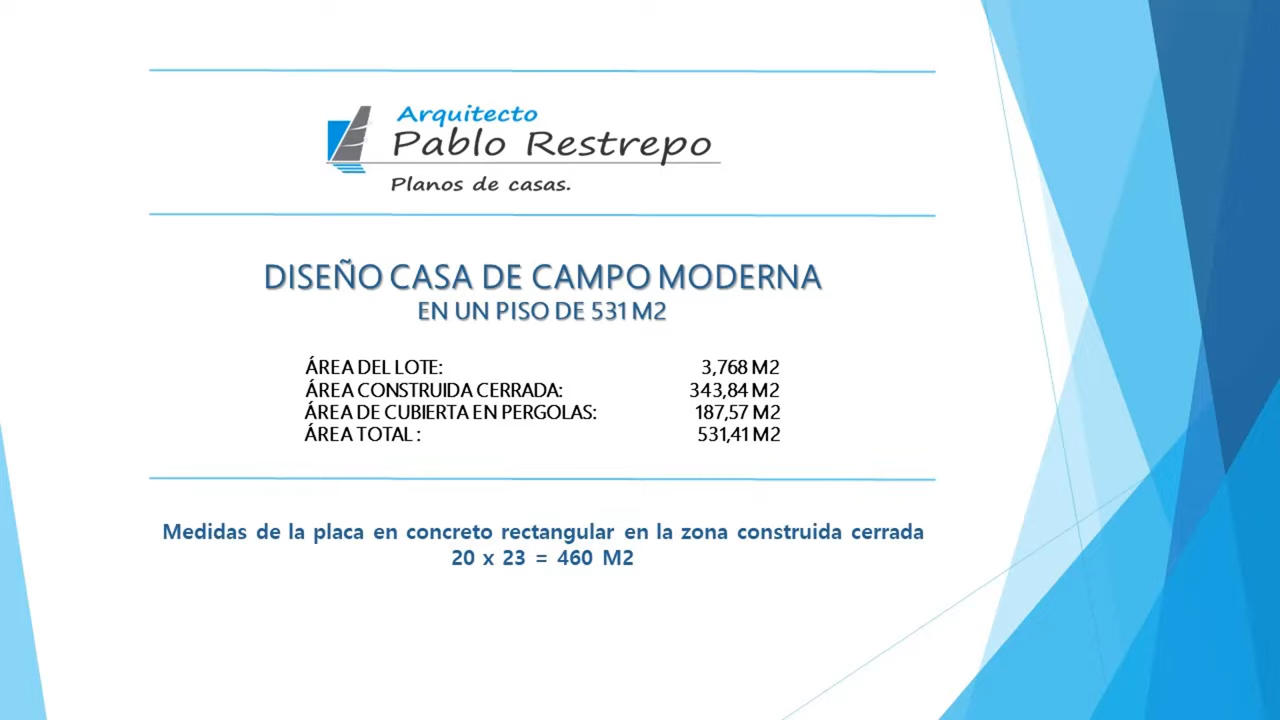 Arquitecto
Pablo Restrepo
Planos de casas.
DISEÑO CASA DE CAMPO MODERNA
EN UN PISO DE 531 M2
ÁREA DEL LOTE: 3,768 M2
ÁREA CONSTRUIDA CERRADA: 343,84 M2
ÁREA DE CUBIERTA EN PERGOLAS: 187,57 M2
ÁREA TOTAL : 531,41 M2
Medidas de la placa en concreto rectangular en la zona construida cerrada
20 x 23 = 460 M2